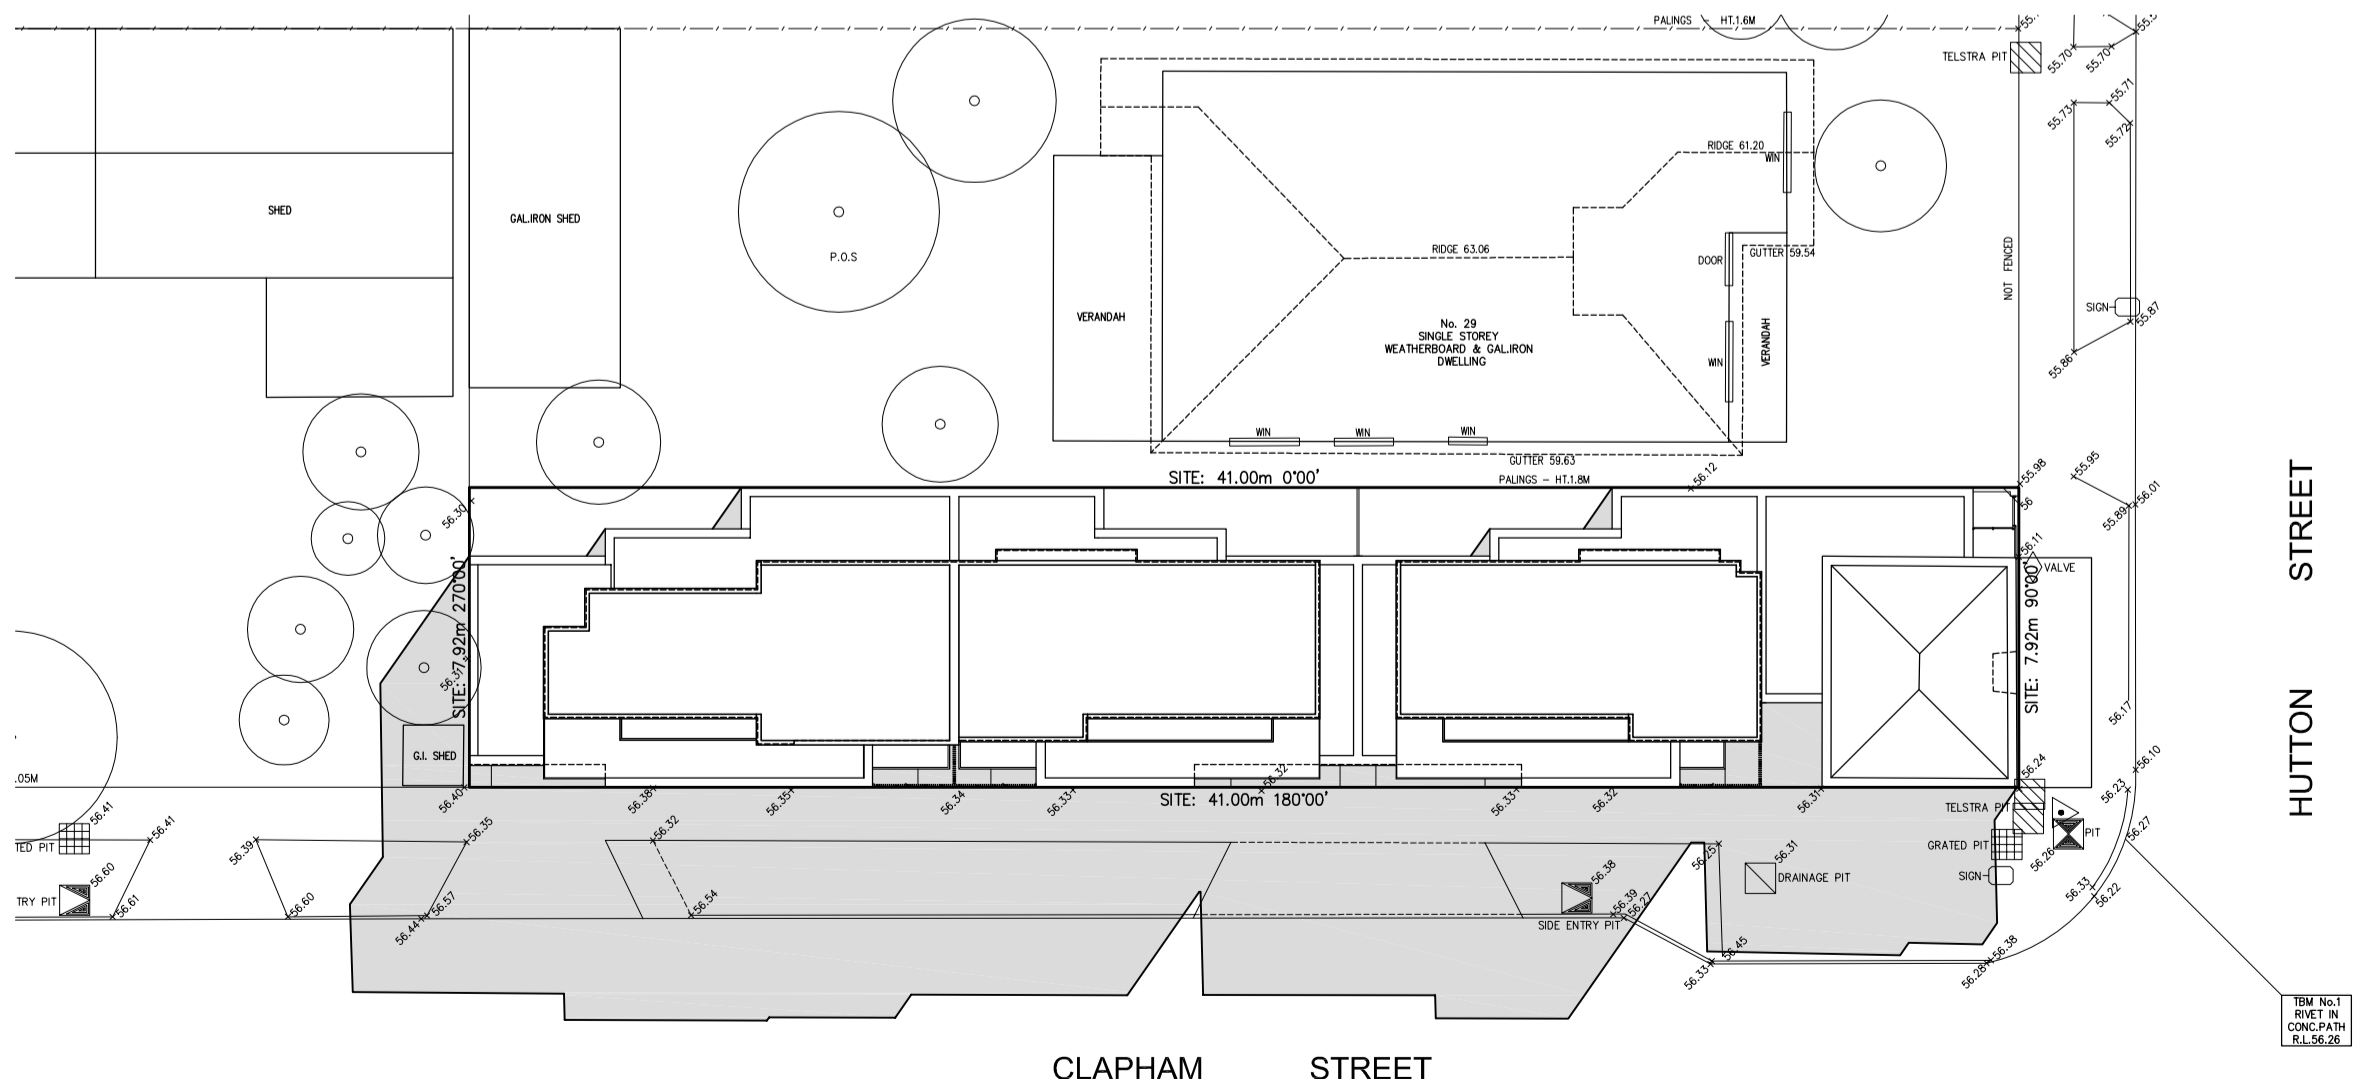 PALINGS - HT.1.6M
TELSTRA PIT
55.70
55.70
55.73
55.71
55.72
SHED
GAL.IRON SHED
P.O.S
RIDGE 61.20
WIN
RIDGE 63.06
GUTTER 59.54
DOOR
NOT FENCED
VERANDAH
No. 29
SINGLE STOREY
WEATHERBOARD & GAL.IRON
DWELLING
WIN
VERANDAH
SIGN
55.87
55.86
WIN
WIN
WIN
GUTTER 59.63
SITE: 41.00m 0°00'
PALINGS - HT.1.8M
56.12
55.98
55.95
56
56.01
55.89
56.30
56.11
VALVE
SITE: 7.92m 270°00'
56.31
SITE: 7.92m 90°00'
HUTTON STREET
G.I. SHED
56.17
56.10
56.24
56.23
.05M
56.40
56.38
56.35
56.34
56.33
56.32
SITE: 41.00m 180°00'
56.33
56.32
56.31
TELSTRA PIT
PIT
56.27
56.41
56.41
TED PIT
56.39
56.35
56.32
56.25
56.31
GRATED PIT
56.26
56.60
TRY PIT
56.61
56.60
56.57
56.44
56.54
56.38
DRAINAGE PIT
SIGN
56.33
56.22
56.39
56.27
SIDE ENTRY PIT
56.45
56.33
56.38
56.28
TBM No.1
RIVET IN
CONC.PATH
R.L.56.26
CLAPHAM STREET